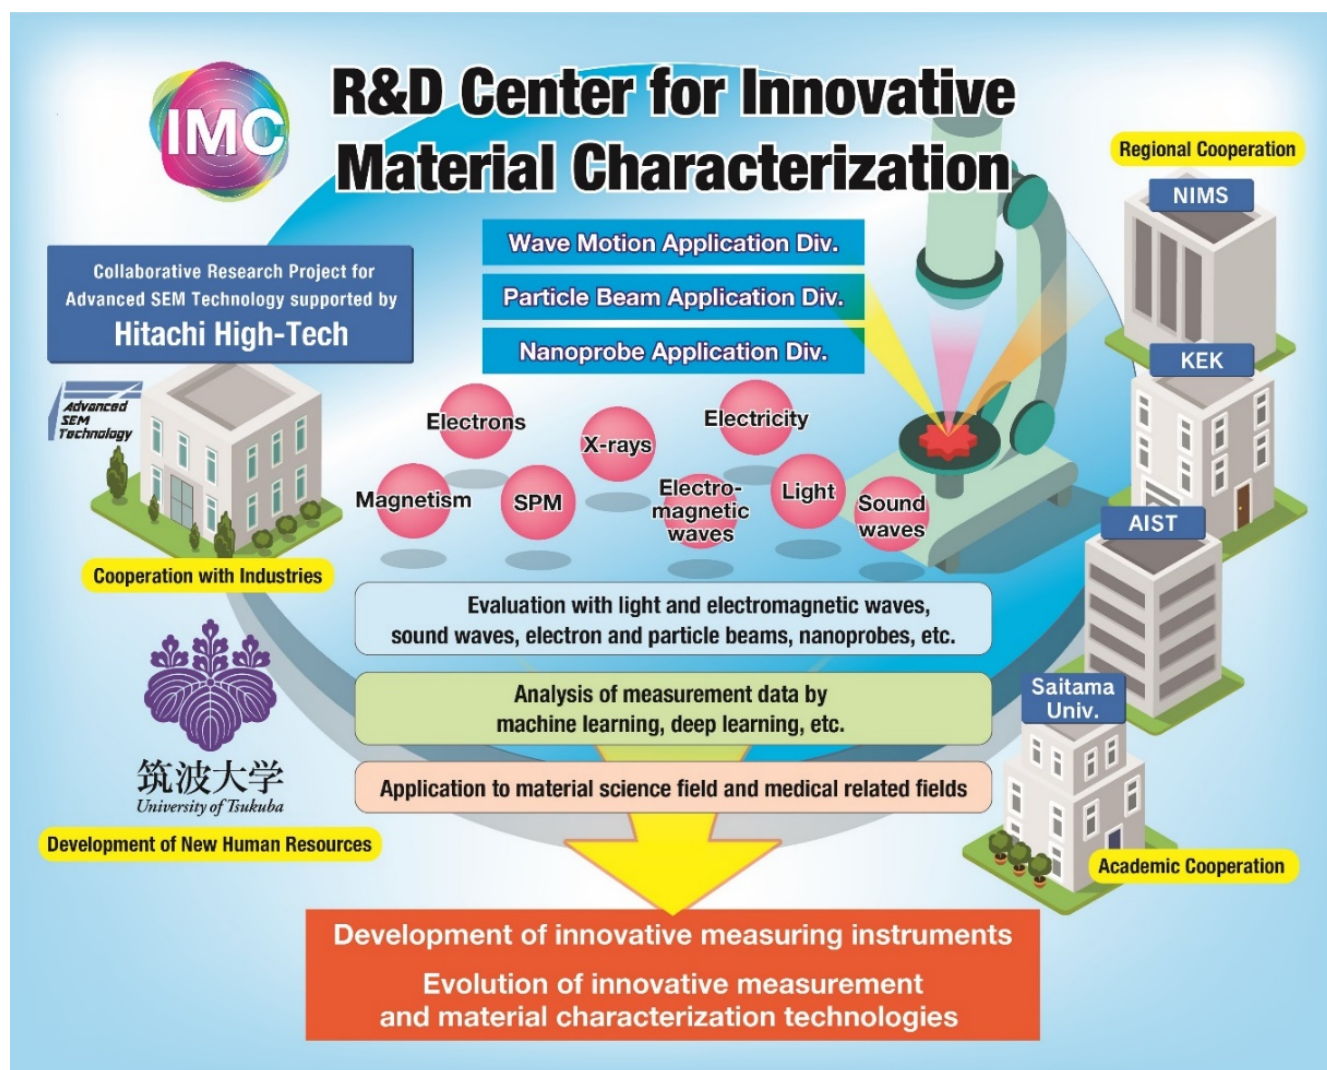 IMC
R&D Center for Innovative
Material Characterization
Regional Cooperation
NIMS
Wave Motion Application Div.
Particle Beam Application Div.
Nanoprobe Application Div.
Collaborative Research Project for
Advanced SEM Technology supported by
Hitachi High-Tech
Advanced
SEM
Technology
KEK
Electrons
X-rays
Electricity
Magnetism
SPM
Electro-
magnetic
waves
Light
Sound
waves
AIST
Cooperation with Industries
Evaluation with light and electromagnetic waves,
sound waves, electron and particle beams, nanoprobes, etc.
Analysis of measurement data by
machine learning, deep learning, etc.
Saitama
Univ.
筑波大学
University of Tsukuba
Application to material science field and medical related fields
Development of New Human Resources
Academic Cooperation
Development of innovative measuring instruments
Evolution of innovative measurement
and material characterization technologies